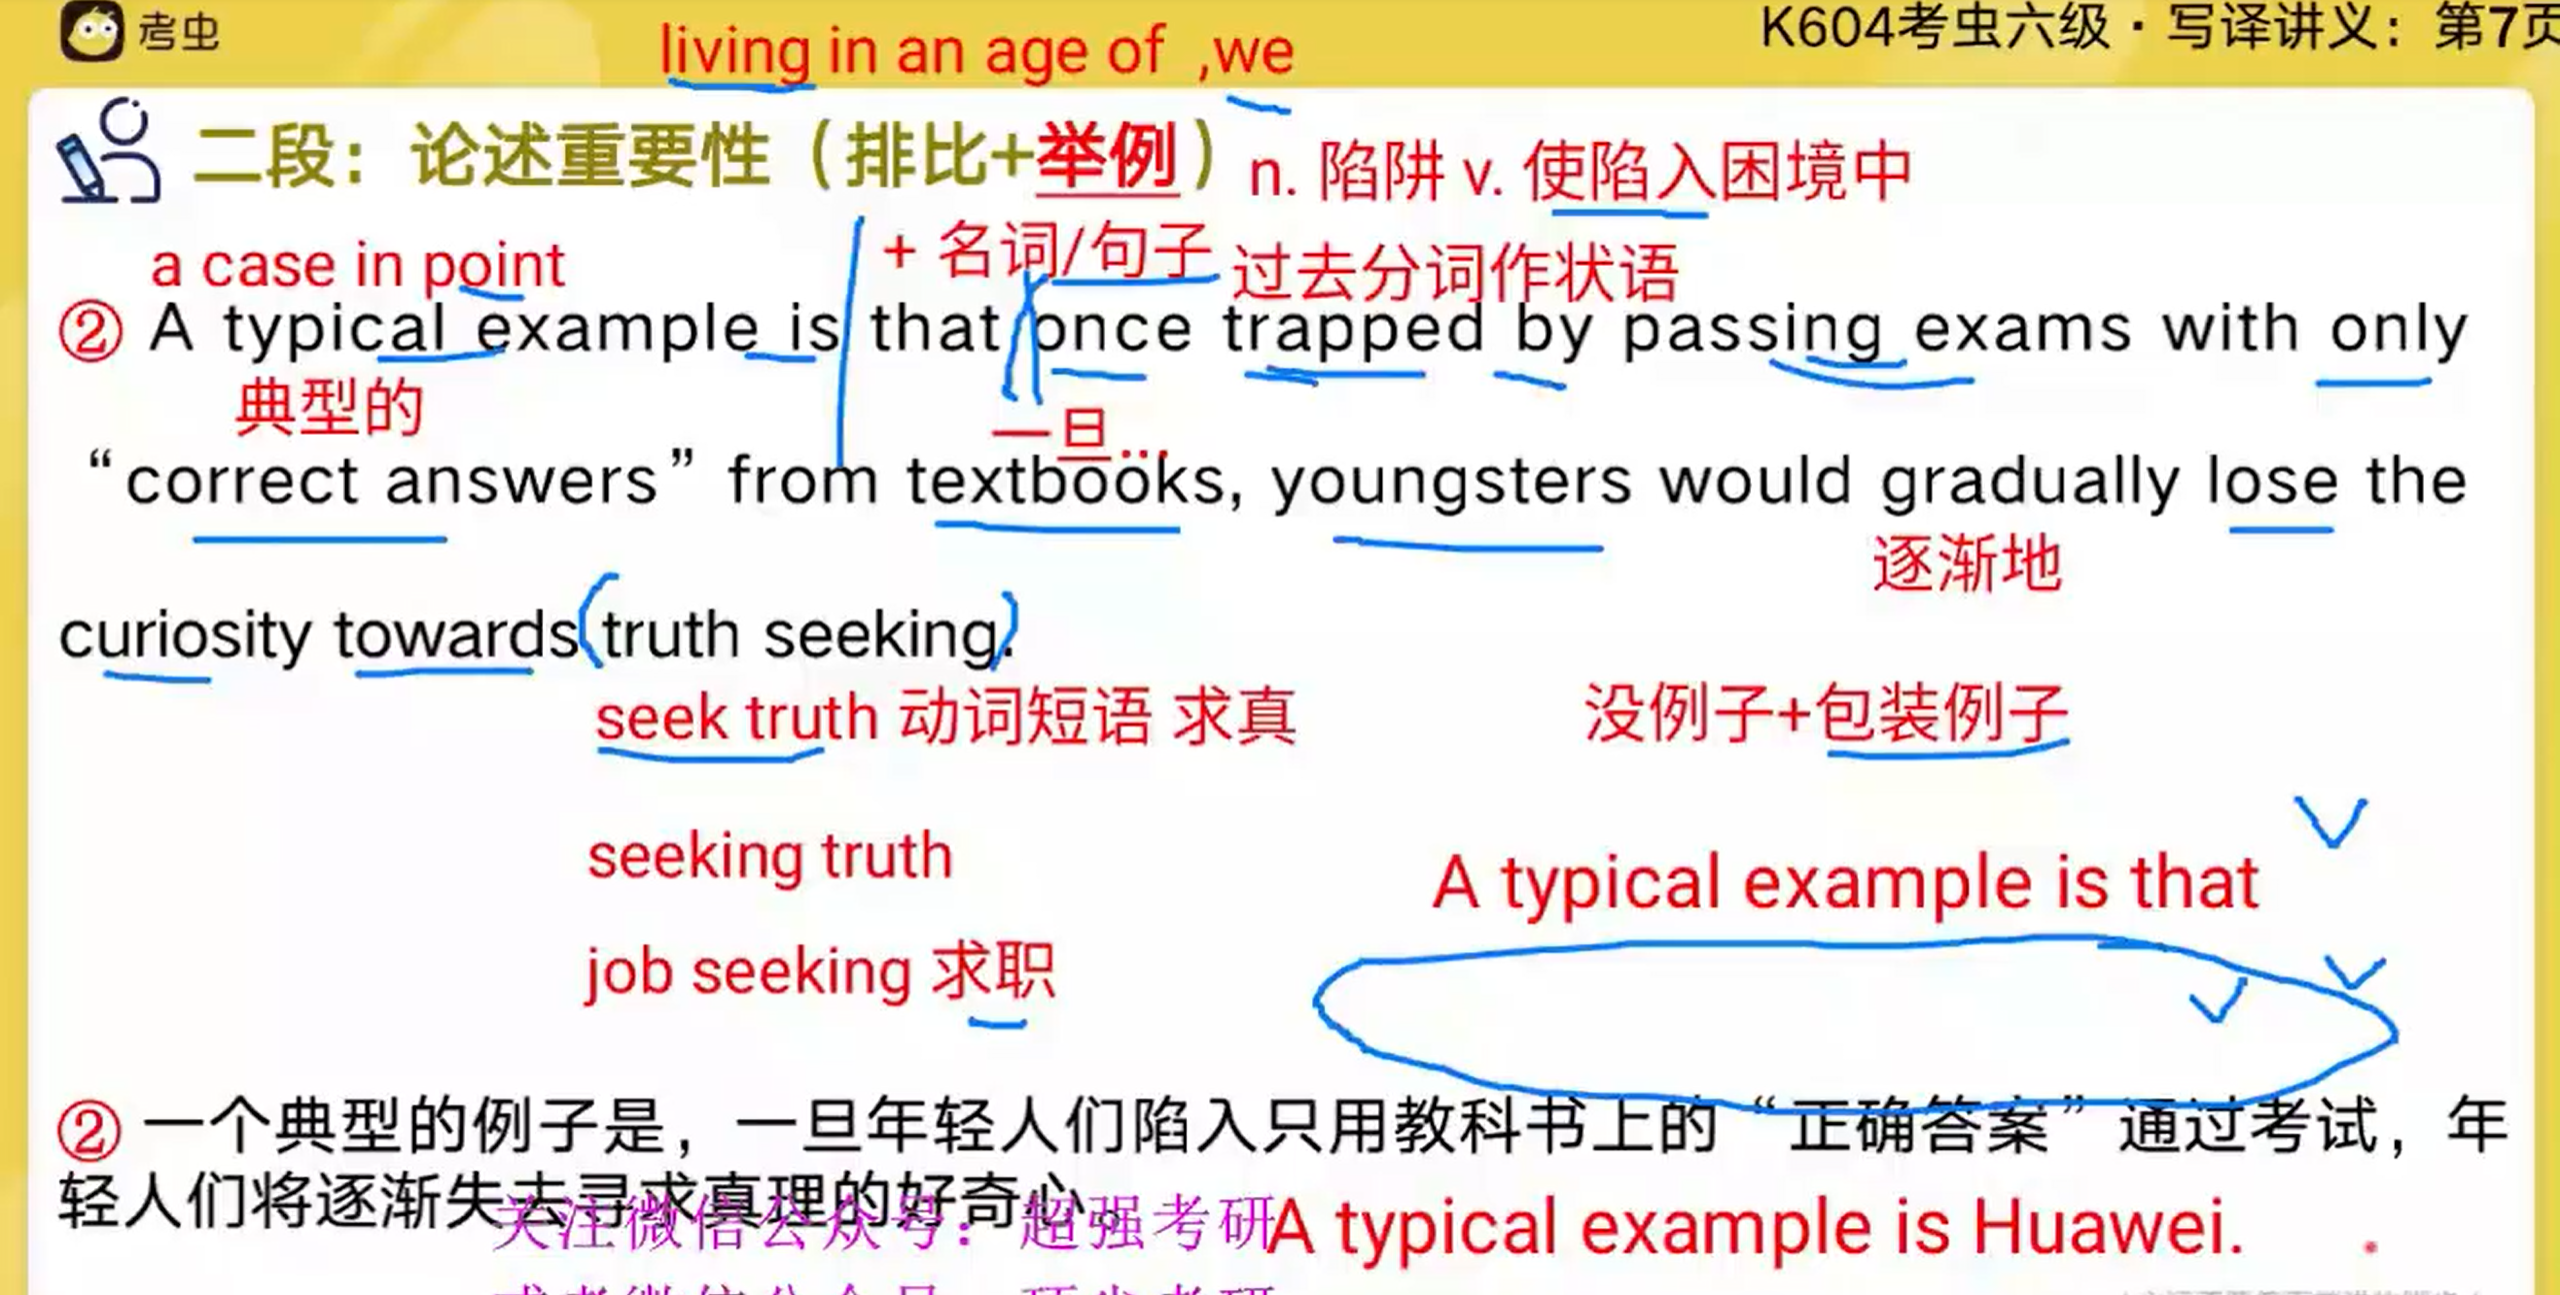 考虫
K604考虫六级·写译讲义：第7页
living in an age of ,we
二段：论述重要性（排比+举例）
n. 陷阱 v. 使陷入困境中
a case in point
+ 名词/句子
过去分词作状语
② A typical example is that once trapped by passing exams with only
典型的
一旦...
“correct answers” from textbooks, youngsters would gradually lose the
逐渐地
curiosity towards truth seeking.
seek truth 动词短语 求真
没例子+包装例子
seeking truth
A typical example is that
job seeking 求职
② 一个典型的例子是，一旦年轻人们陷入只用教科书上的“正确答案”通过考试，年
轻人们将逐渐失去寻求真理的好奇心。
关注微信公众号：超强考研
A typical example is Huawei.